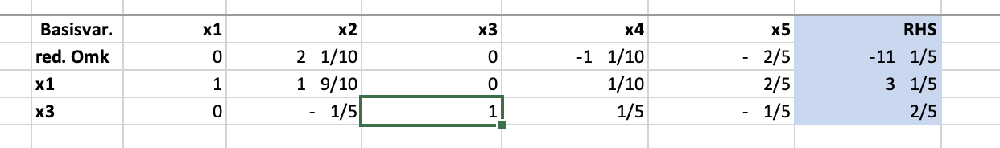 Basisvar. x1 x2 x3 x4 x5 RHS
red. Omk 0 2 1/10 0 -1 1/10 - 2/5 -11 1/5
x1 1 1 9/10 0 1/10 2/5 3 1/5
x3 0 - 1/5 1 1/5 - 1/5 2/5